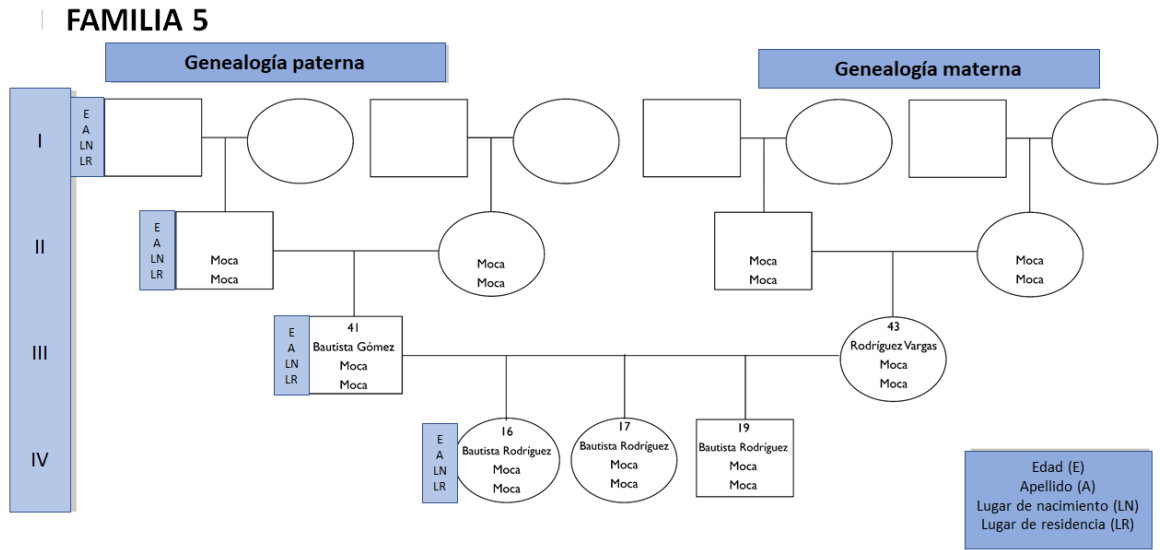 FAMILIA 5
Genealogía paterna
Genealogía materna
I
E
A
LN
LR
II
E
A
LN
LR
Moca
Moca
Moca
Moca
Moca
Moca
Moca
Moca
III
E
A
LN
LR
41
Bautista Gómez
Moca
Moca
43
Rodríguez Vargas
Moca
Moca
IV
E
A
LN
LR
16
Bautista Rodríguez
Moca
Moca
17
Bautista Rodríguez
Moca
Moca
19
Bautista Rodríguez
Moca
Moca
Edad (E)
Apellido (A)
Lugar de nacimiento (LN)
Lugar de residencia (LR)